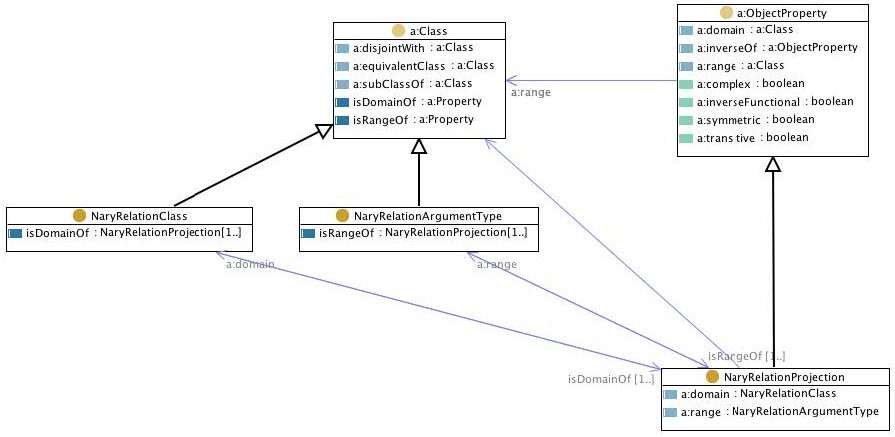 a:Class
a:disjointWith : a:Class
a:equivalentClass : a:Class
a:subClassOf : a:Class
isDomainOf : a:Property
isRangeOf : a:Property
a:ObjectProperty
a:domain : a:Class
a:inverseOf : a:ObjectProperty
a:range : a:Class
a:complex : boolean
a:inverseFunctional : boolean
a:symmetric : boolean
a:transitive : boolean
a:range
NaryRelationClass
isDomainOf : NaryRelationProjection[1..]
NaryRelationArgumentType
isRangeOf : NaryRelationProjection[1..]
a:domain
a:range
isRangeOf [1..]
isDomainOf [1..]
NaryRelationProjection
a:domain : NaryRelationClass
a:range : NaryRelationArgumentType